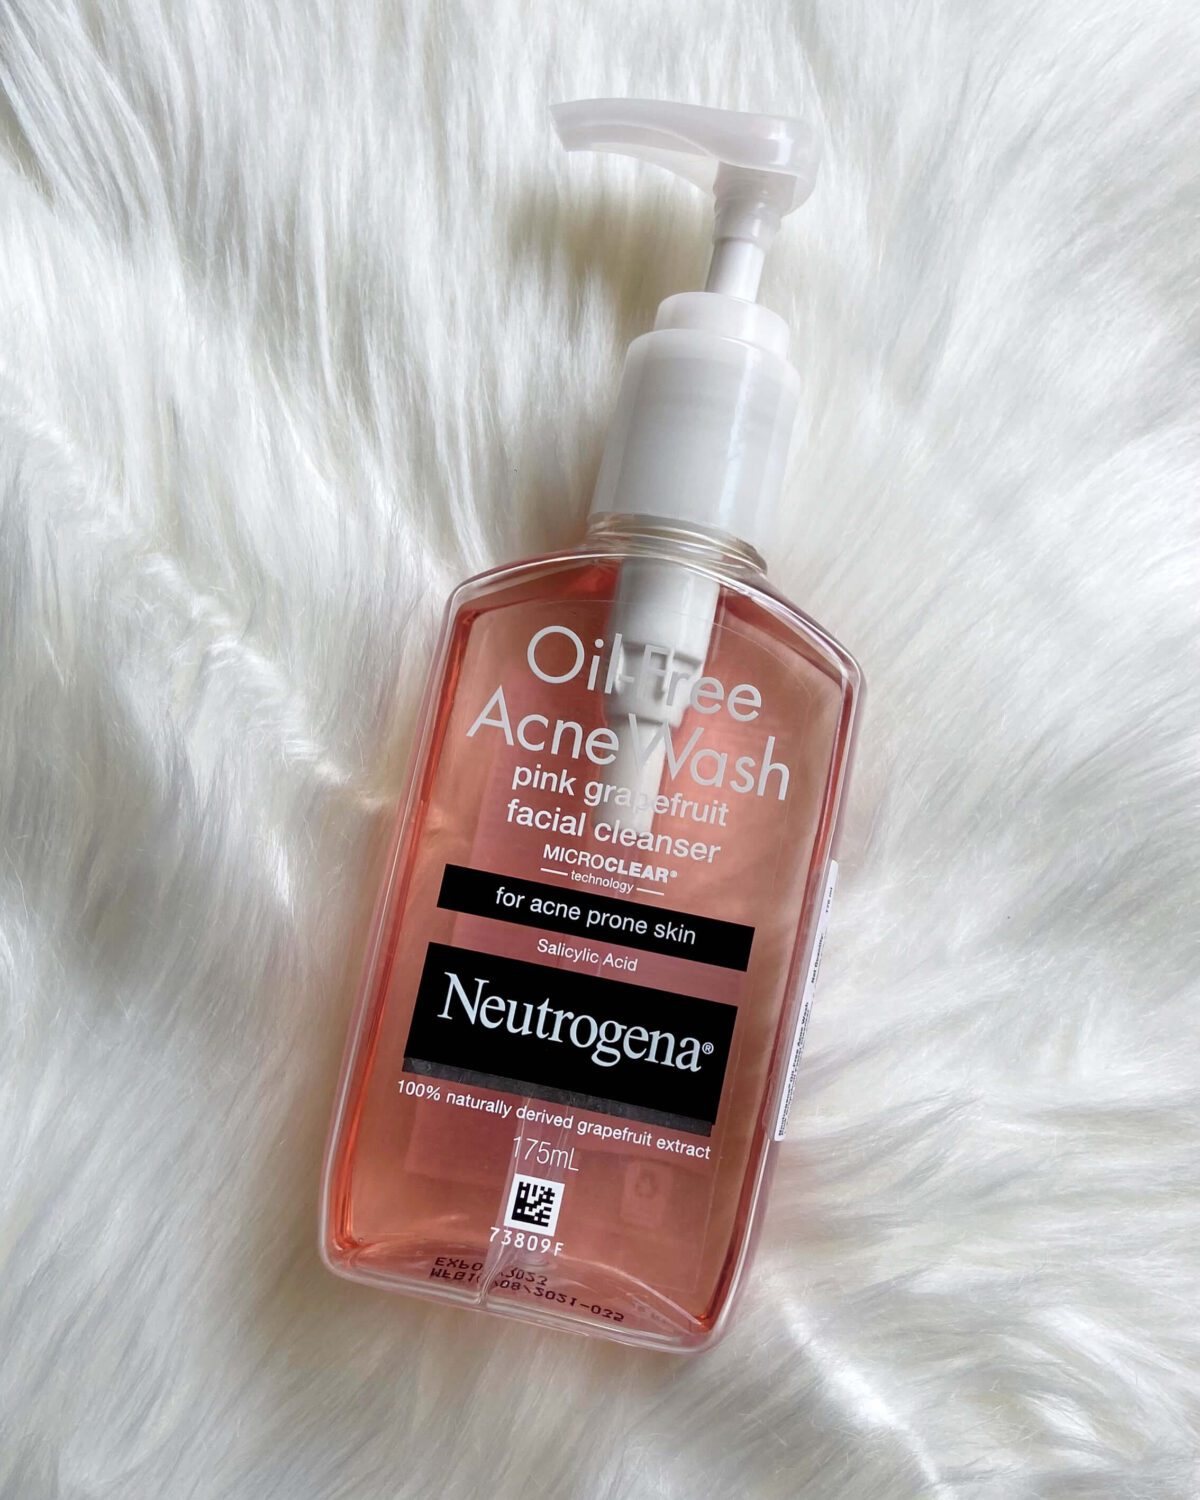 Oil-Free
Acne Wash
pink grapefruit
facial cleanser
MICROCLEAR®
technology
for acne prone skin
Salicylic Acid
Neutrogena®
100% naturally derived grapefruit extract
175mL
73809F